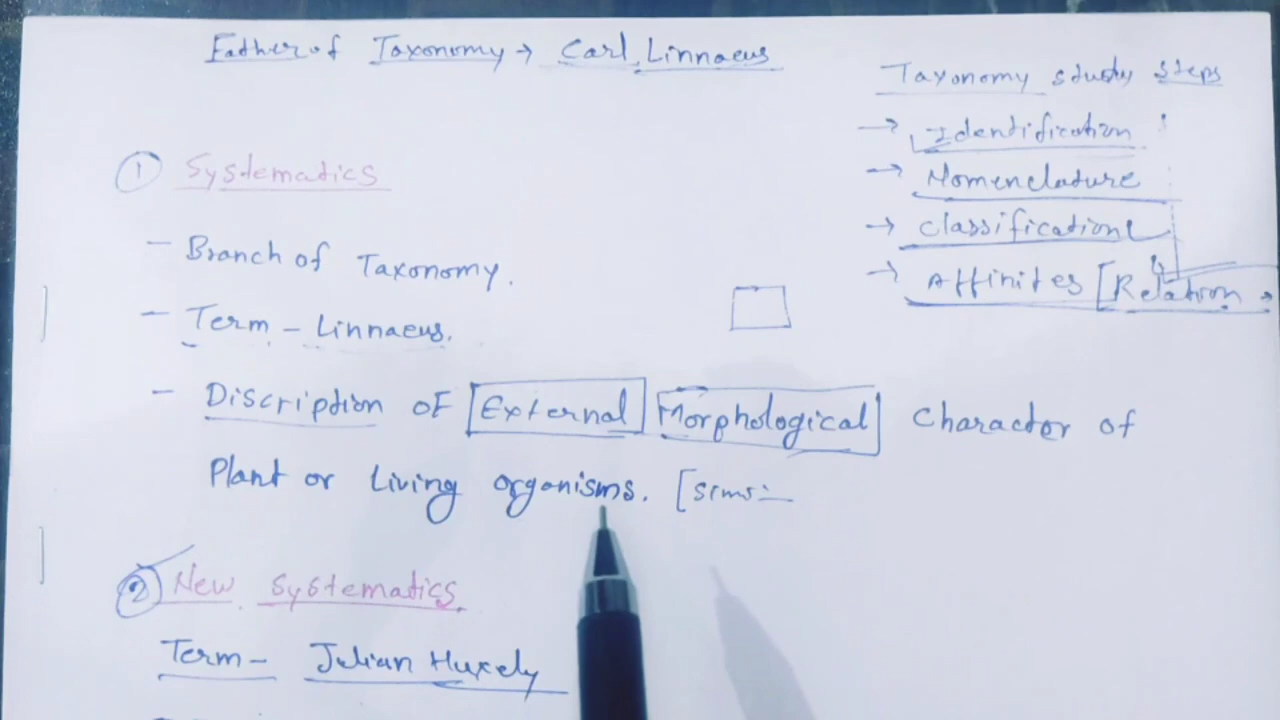 Father of Taxonomy → Carl Linnaeus
Taxonomy study steps
→ Identification
→ Nomenclature
→ Classification
→ Affinites [Relation
① Systematics
- Branch of Taxonomy.
- Term - Linnaeus.
- Discription of External Morphological Character of
Plant or Living organisms.
② New Systematics
Term - Julian Huxely